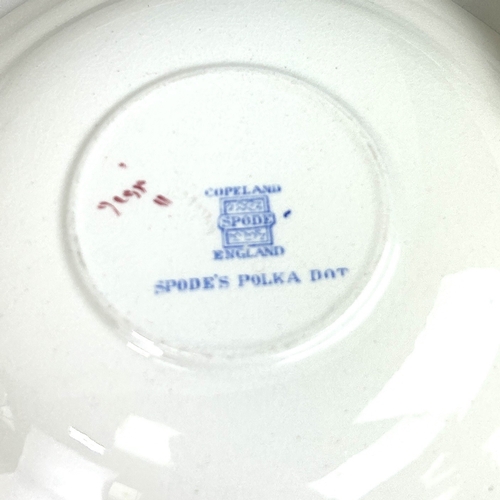 COPELAND
SPODE
ENGLAND
SPODE'S POLKA DOT